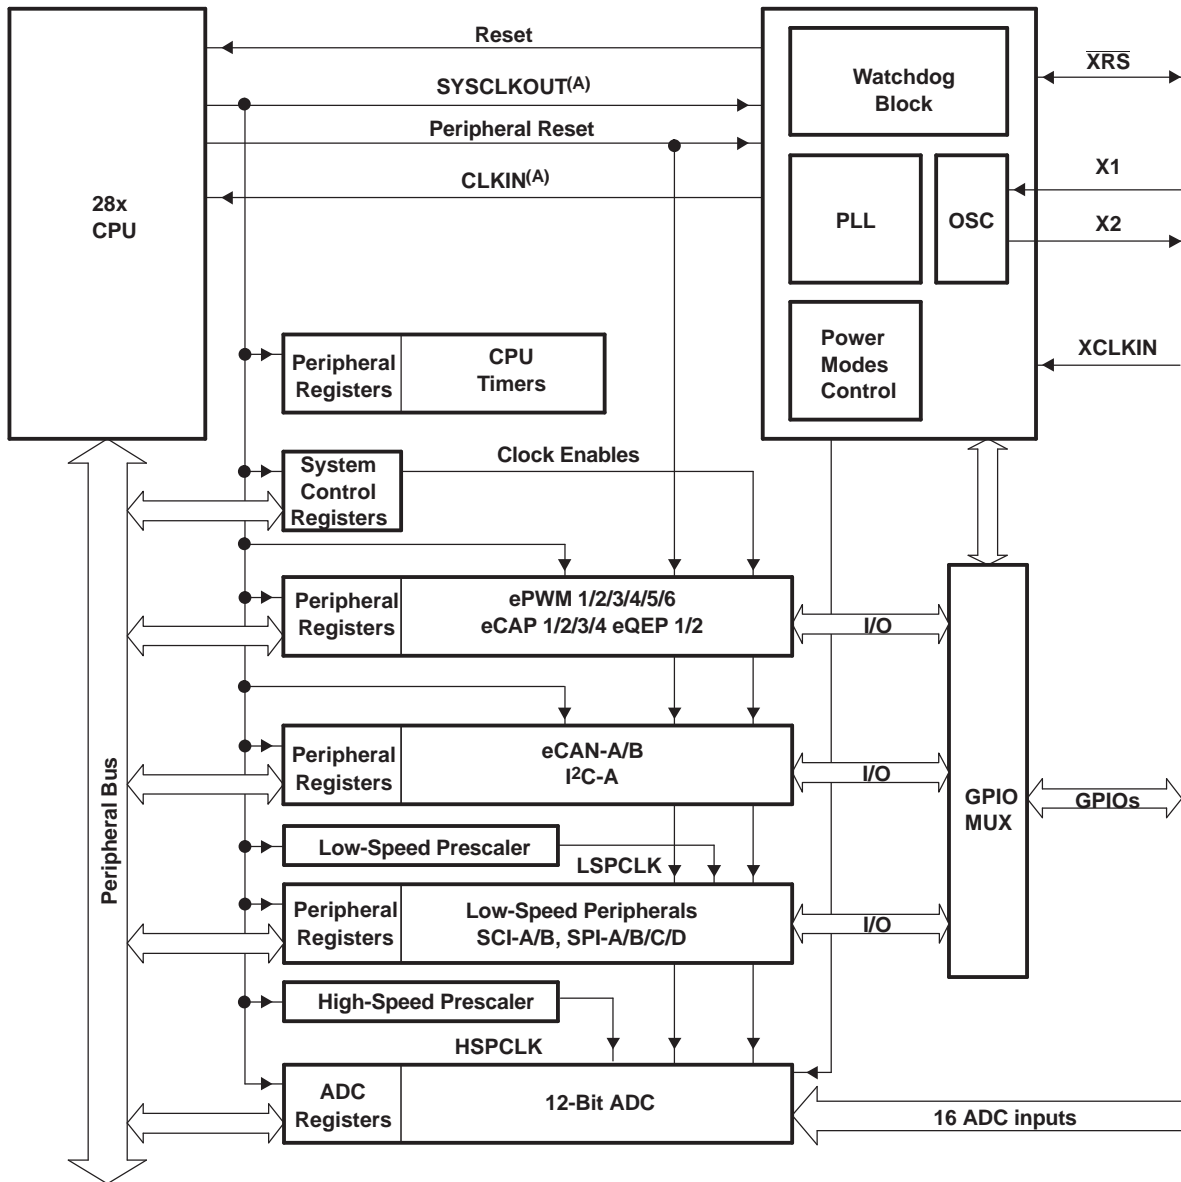 Reset
SYSCLKOUT(A)
Peripheral Reset
CLKIN(A)
28x
CPU
Watchdog
Block
PLL
OSC
Power
Modes
Control
XRS
X1
X2
XCLKIN
Peripheral
Registers
CPU
Timers
System
Control
Registers
Clock Enables
Peripheral
Registers
ePWM 1/2/3/4/5/6
eCAP 1/2/3/4 eQEP 1/2
I/O
Peripheral
Registers
eCAN-A/B
I²C-A
I/O
Peripheral Bus
GPIO
MUX
GPIOs
Low-Speed Prescaler
LSPCLK
Peripheral
Registers
Low-Speed Peripherals
SCI-A/B, SPI-A/B/C/D
I/O
High-Speed Prescaler
HSPCLK
ADC
Registers
12-Bit ADC
16 ADC inputs